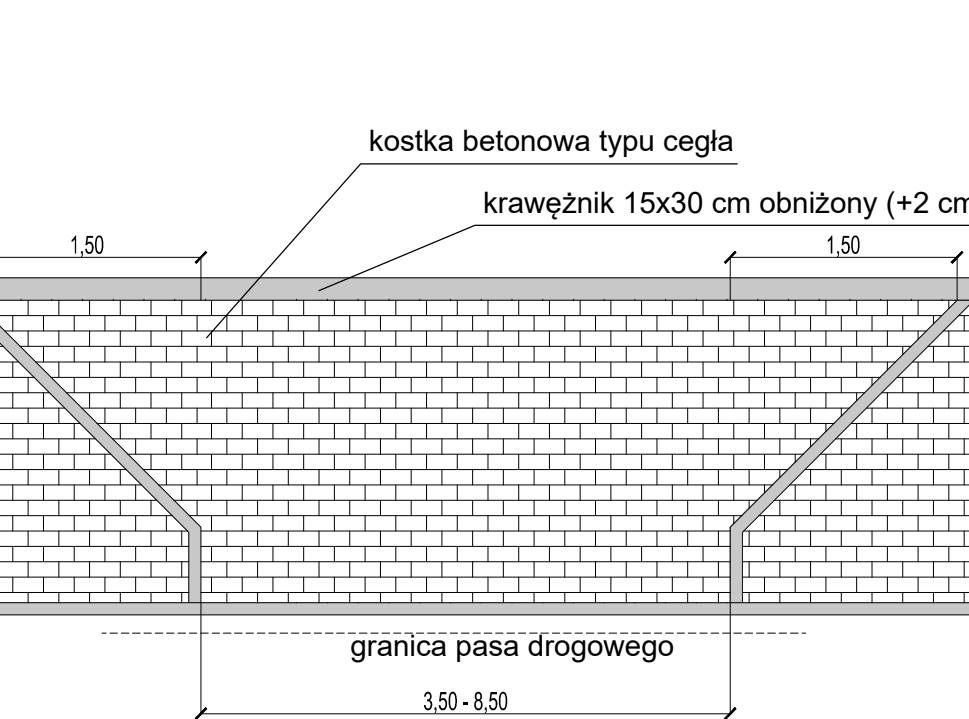 kostka betonowa typu cegła
krawężnik 15x30 cm obniżony (+2 cm
1,50
1,50
granica pasa drogowego
3,50 - 8,50